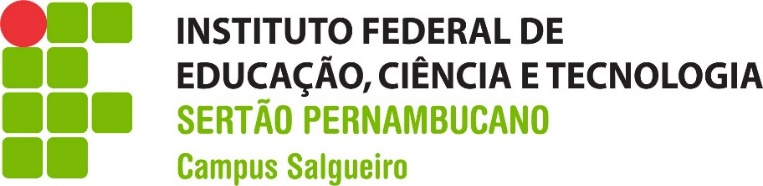 INSTITUTO FEDERAL DE
EDUCAÇÃO, CIÊNCIA E TECNOLOGIA
SERTÃO PERNAMBUCANO
Campus Salgueiro